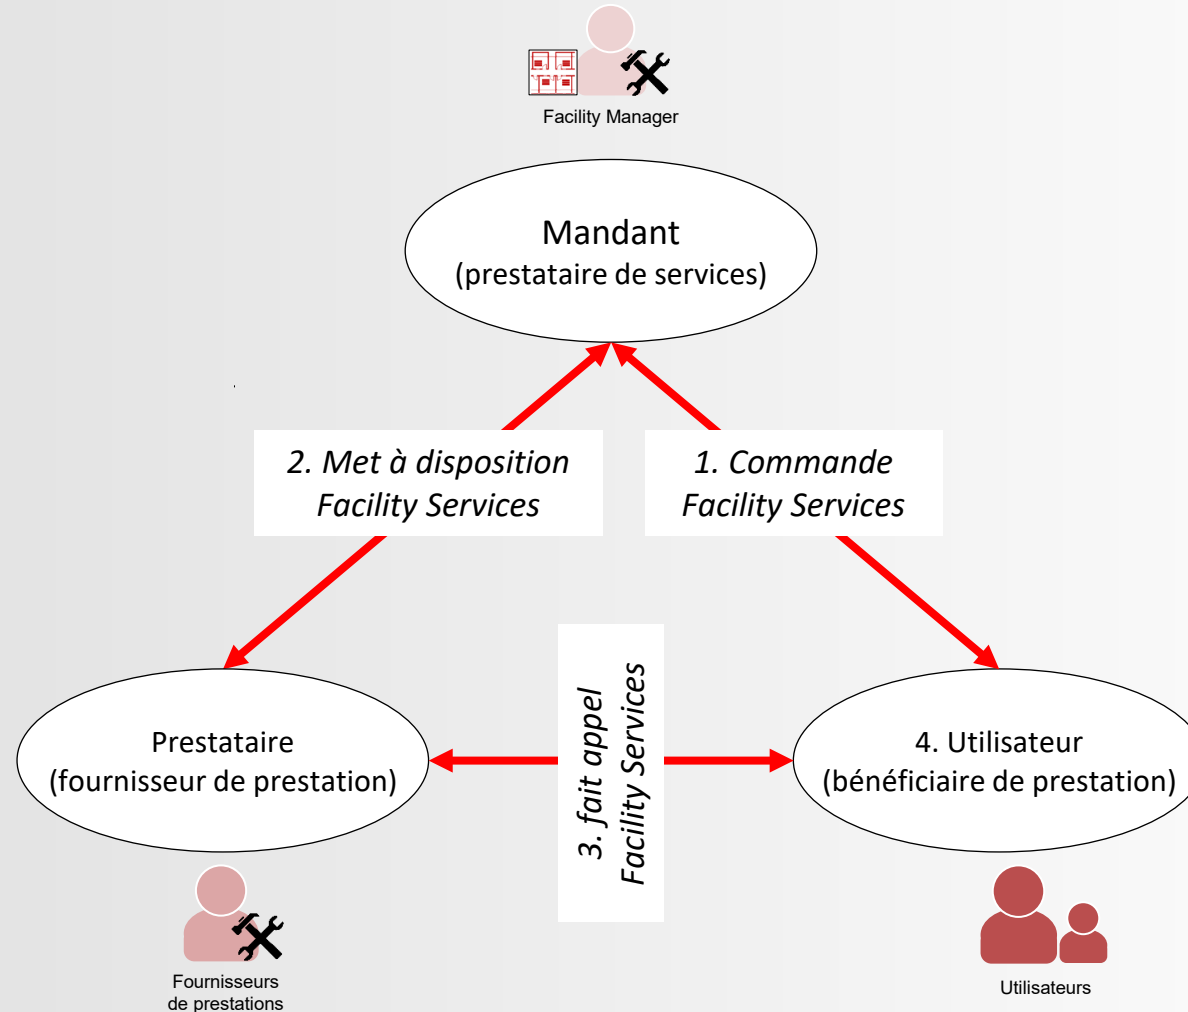 Facility Manager
Mandant
(prestataire de services)
2. Met à disposition
Facility Services
1. Commande
Facility Services
3. fait appel
Facility Services
Prestataire
(fournisseur de prestation)
4. Utilisateur
(bénéficiaire de prestation)
Fournisseurs
de prestations
Utilisateurs